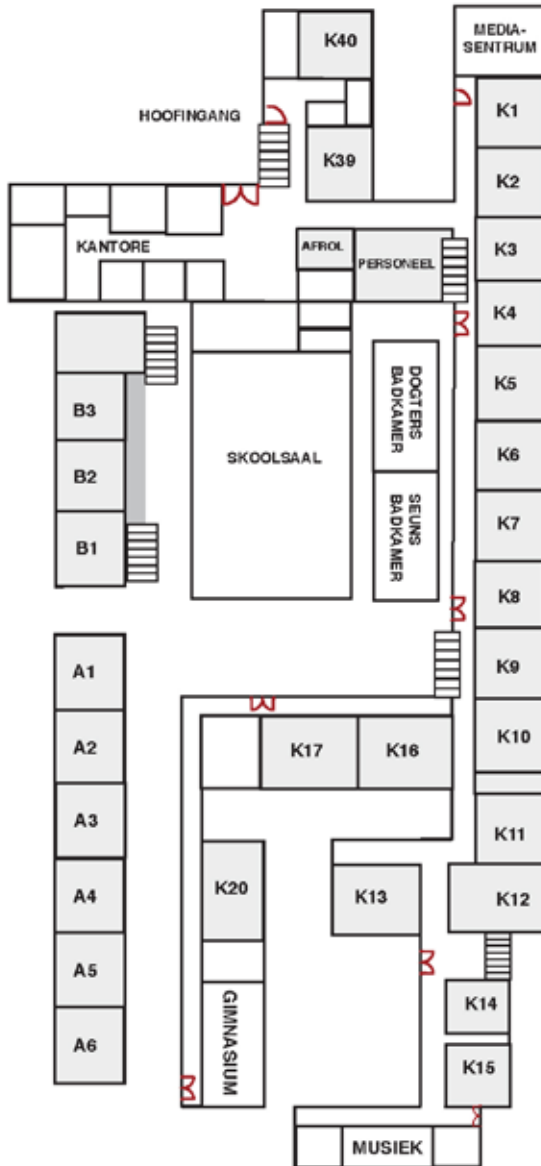 K40
MEDIA-
SENTRUM
HOOFINGANG
K1
K39
K2
KANTORE
AFROL
PERSONEEL
K3
K4
B3
DOGTERS
BADKAMER
K5
SKOOLSAAL
K6
B2
SEUNS
BADKAMER
K7
B1
K8
A1
K9
A2
K17
K16
K10
A3
K11
K20
K13
K12
A4
A5
GIMNASIUM
K14
A6
K15
MUSIEK